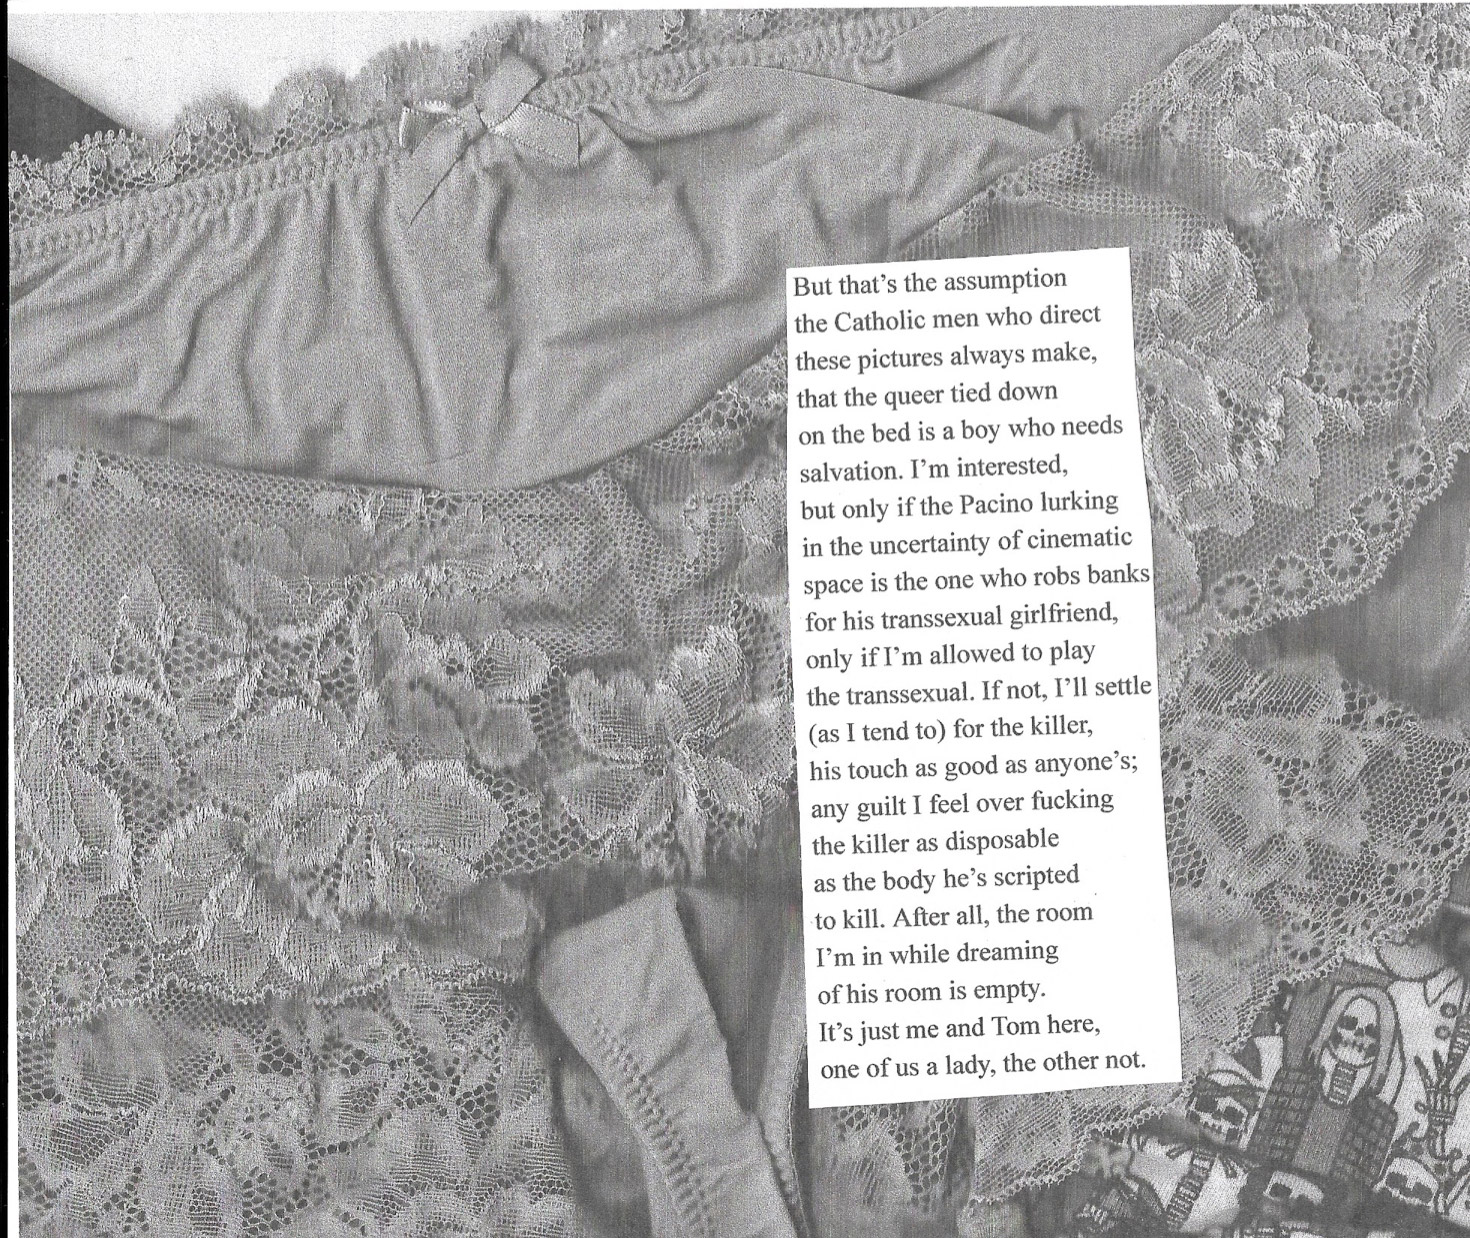 But that’s the assumption
the Catholic men who direct
these pictures always make,
that the queer tied down
on the bed is a boy who needs
salvation. I’m interested,
but only if the Pacino lurking
in the uncertainty of cinematic
space is the one who robs banks
for his transsexual girlfriend,
only if I’m allowed to play
the transsexual. If not, I’ll settle
(as I tend to) for the killer,
his touch as good as anyone’s;
any guilt I feel over fucking
the killer as disposable
as the body he’s scripted
to kill. After all, the room
I’m in while dreaming
of his room is empty.
It’s just me and Tom here,
one of us a lady, the other not.